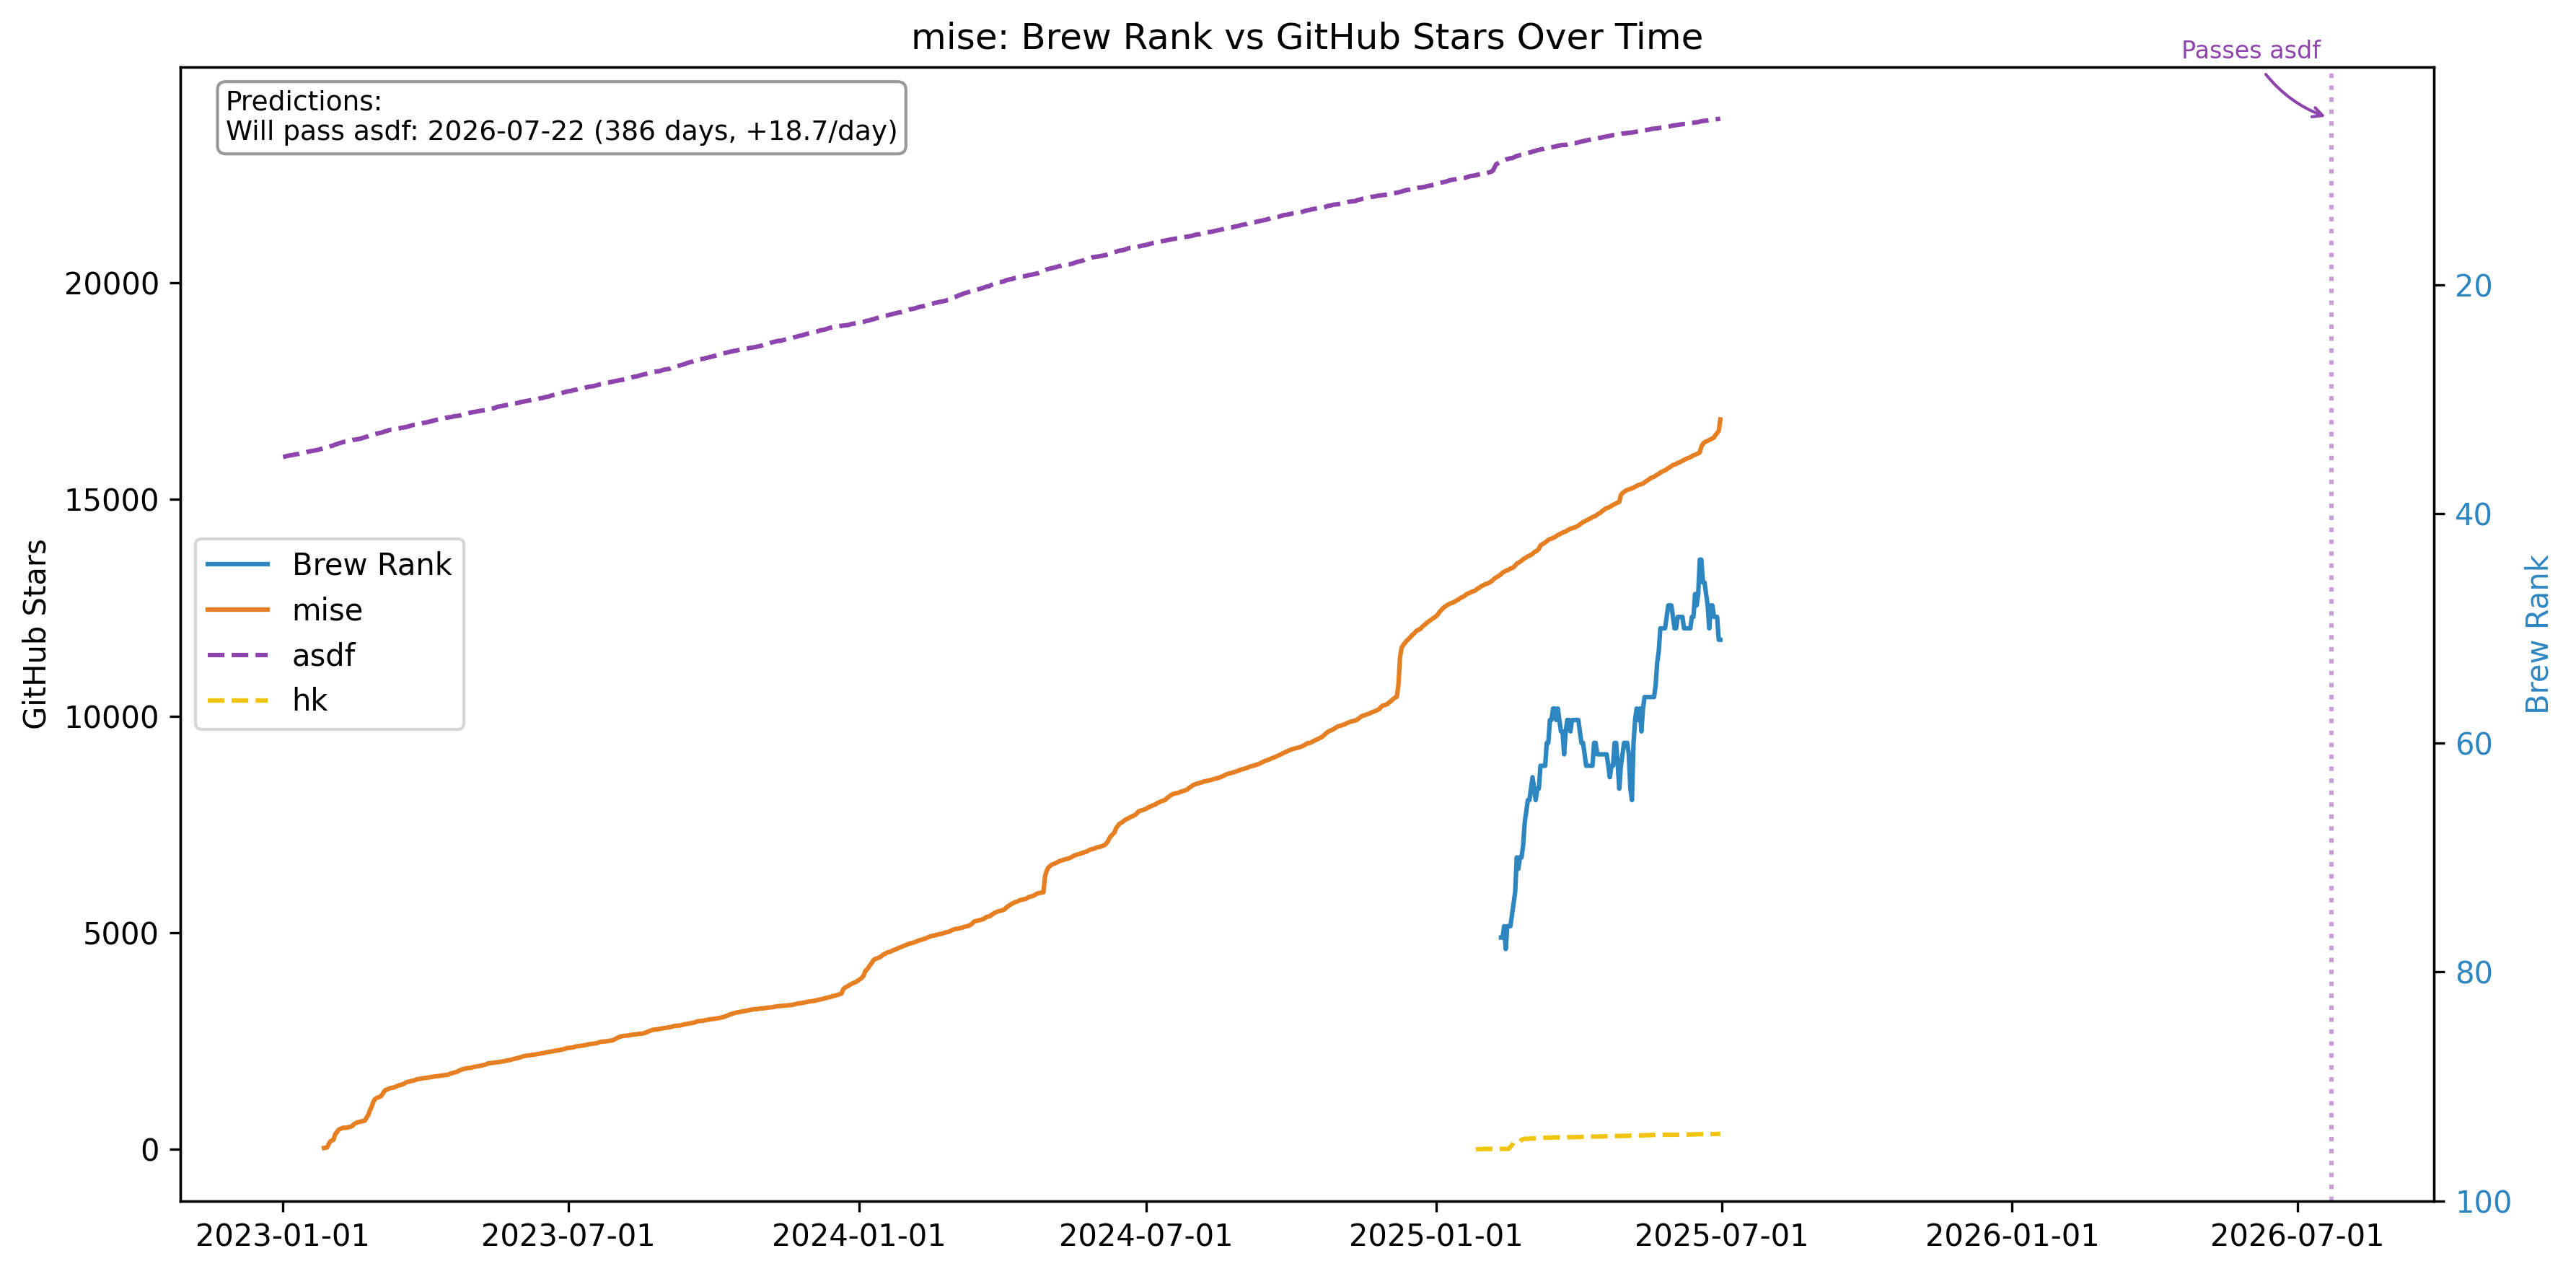 mise: Brew Rank vs GitHub Stars Over Time
Passes asdf
Predictions:
Will pass asdf: 2026-07-22 (386 days, +18.7/day)
GitHub Stars
20000
15000
10000
5000
0
Brew Rank
mise
asdf
hk
20
40
60
80
100
Brew Rank
2023-01-01
2023-07-01
2024-01-01
2024-07-01
2025-01-01
2025-07-01
2026-01-01
2026-07-01